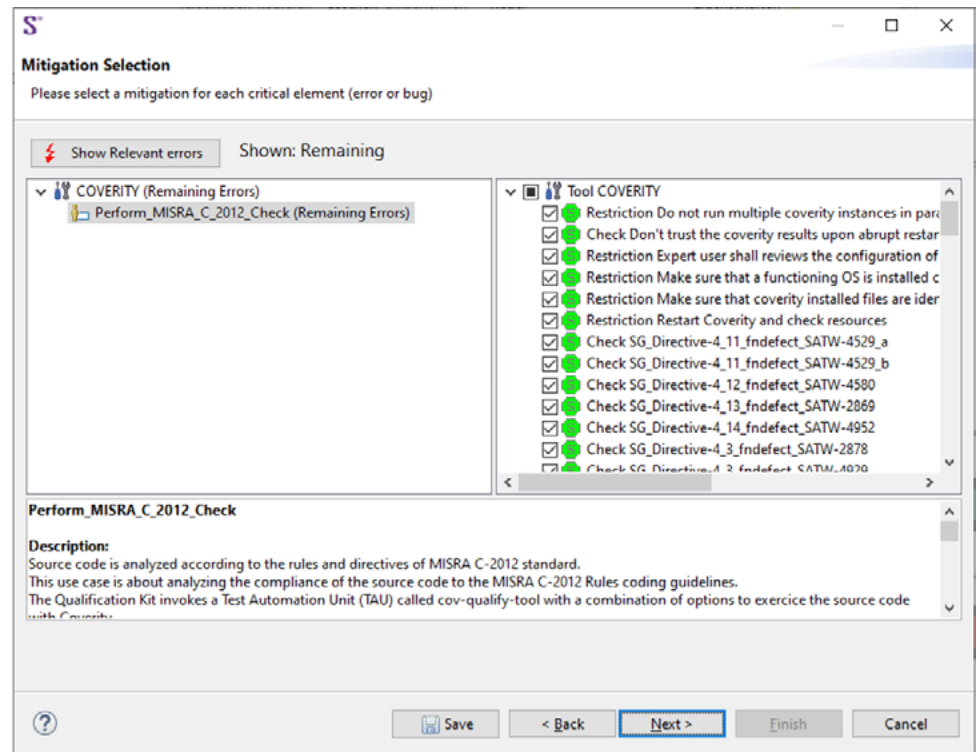 S
Mitigation Selection
Please select a mitigation for each critical element (error or bug)
Show Relevant errors
Shown: Remaining
COVERITY (Remaining Errors)
Perform_MISRA_C_2012_Check (Remaining Errors)
Tool COVERITY
Restriction Do not run multiple coverity instances in para
Check Don't trust the coverity results upon abrupt restar
Restriction Expert user shall reviews the configuration of
Restriction Make sure that a functioning OS is installed c
Restriction Make sure that coverity installed files are ider
Restriction Restart Coverity and check resources
Check SG_Directive-4_11_fndefect_SATW-4529_a
Check SG_Directive-4_11_fndefect_SATW-4529_b
Check SG_Directive-4_12_fndefect_SATW-4580
Check SG_Directive-4_13_fndefect_SATW-2869
Check SG_Directive-4_14_fndefect_SATW-4952
Check SG_Directive-4_3_fndefect_SATW-2878
Check SG_Directive-4_3_fndefect_SATW-4929
Perform_MISRA_C_2012_Check
Description:
Source code is analyzed according to the rules and directives of MISRA C-2012 standard.
This use case is about analyzing the compliance of the source code to the MISRA C-2012 Rules coding guidelines.
The Qualification Kit invokes a Test Automation Unit (TAU) called cov-qualify-tool with a combination of options to exercice the source code
with Coverity.
Save
< Back
Next >
Finish
Cancel